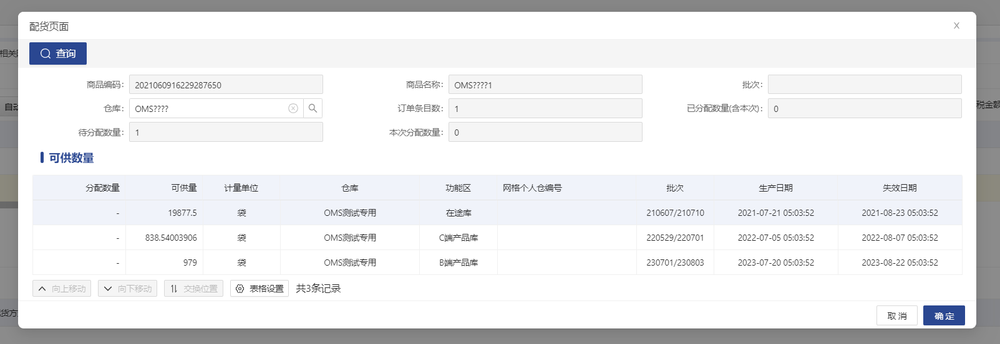 配货页面
X
查询
相关
商品编码: 2021060916229287650
商品名称: OMS????1
批次:
自动
仓库: OMS????
订单条目数: 1
已分配数量(含本次): 0
税金额
待分配数量: 1
本次分配数量: 0
可供数量
分配数量 可供量 计量单位 仓库 功能区 网格个人仓编号 批次 生产日期 失效日期
- 19877.5 袋 OMS测试专用 在途库 210607/210710 2021-07-21 05:03:52 2021-08-23 05:03:52
- 838.54003906 袋 OMS测试专用 C端产品库 220529/220701 2022-07-05 05:03:52 2022-08-07 05:03:52
- 979 袋 OMS测试专用 B端产品库 230701/230803 2023-07-20 05:03:52 2023-08-22 05:03:52
向上移动 向下移动 交换位置 表格设置 共3条记录
货方
取消 确定